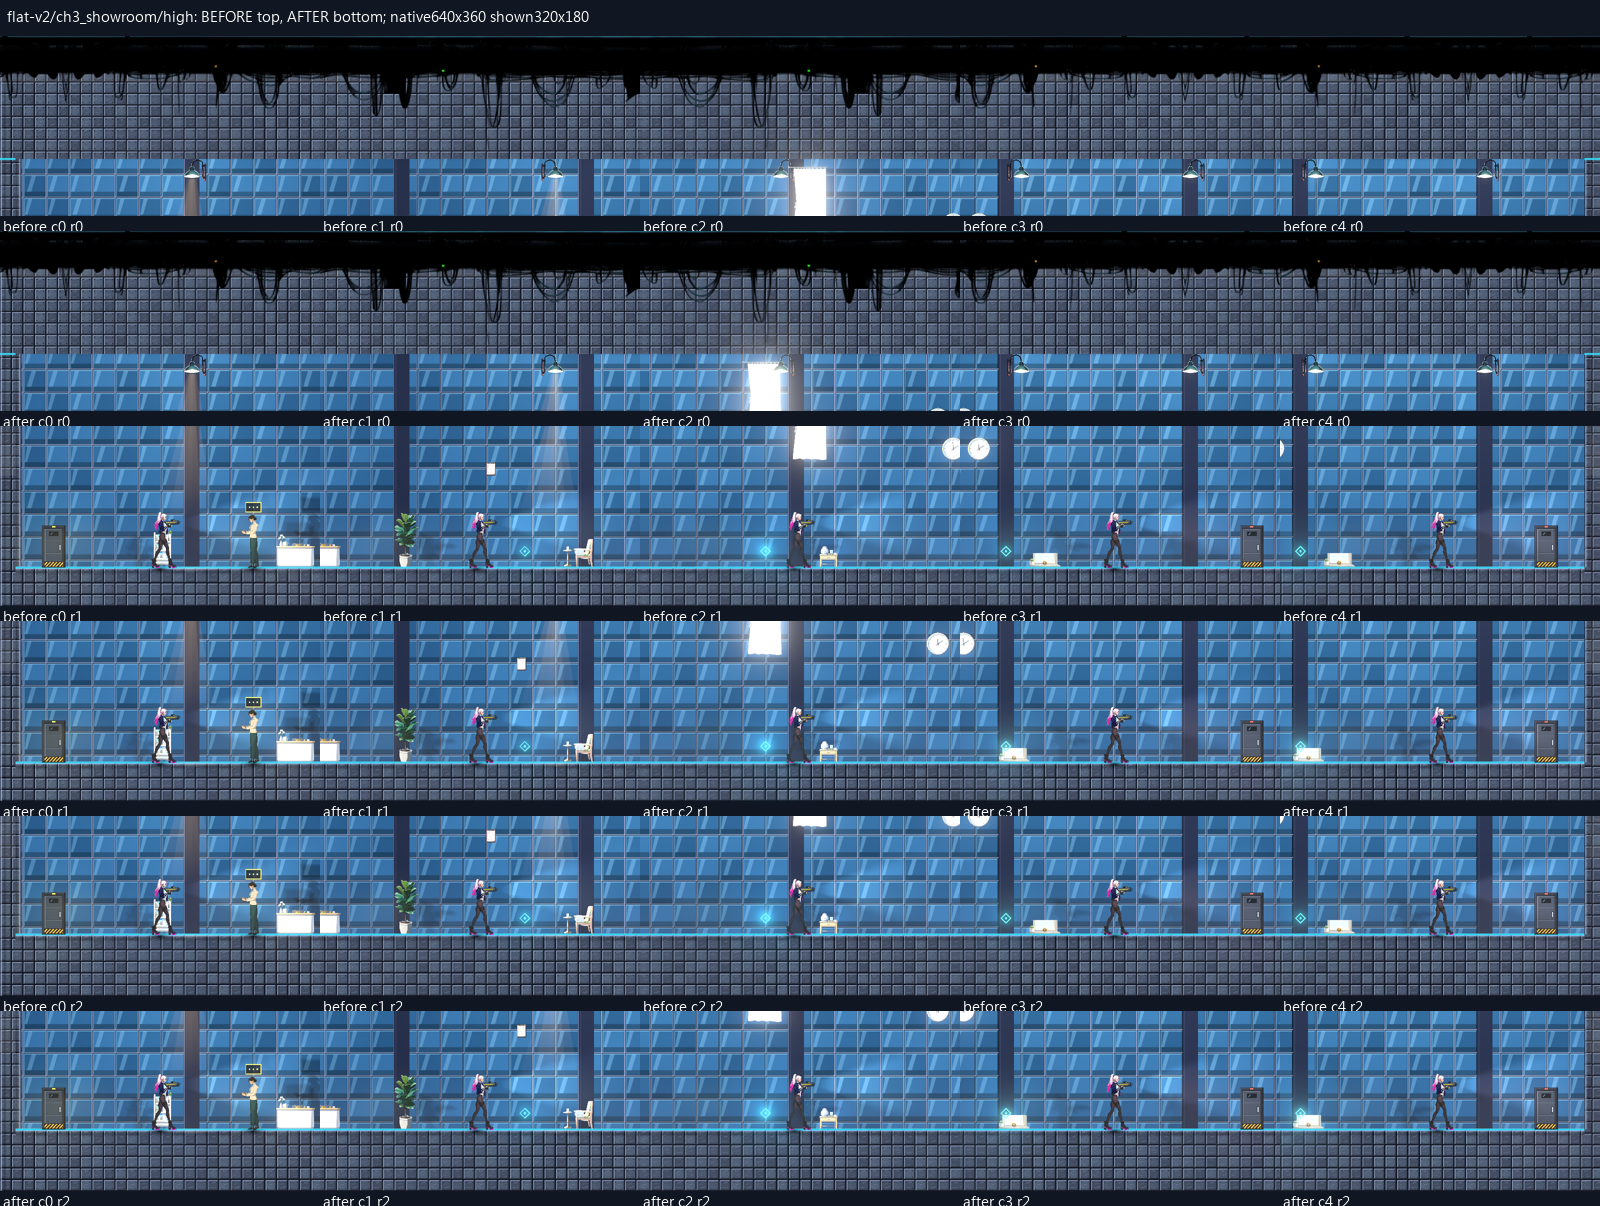 flat-v2/ch3_showroom/high: BEFORE top, AFTER bottom; native640x360 shown320x180
before c0 r0 before c1 r0 before c2 r0 before c3 r0 before c4 r0
after c0 r0 after c1 r0 after c2 r0 after c3 r0 after c4 r0
before c0 r1 before c1 r1 before c2 r1 before c3 r1 before c4 r1
after c0 r1 after c1 r1 after c2 r1 after c3 r1 after c4 r1
before c0 r2 before c1 r2 before c2 r2 before c3 r2 before c4 r2
after c0 r2 after c1 r2 after c2 r2 after c3 r2 after c4 r2